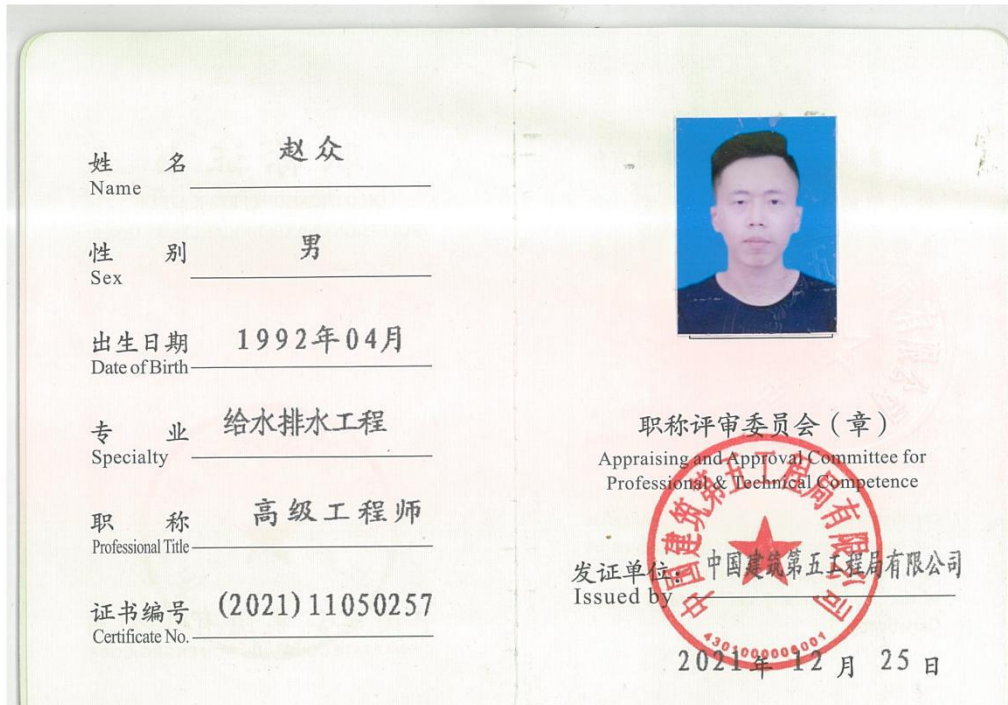 姓 名 赵众
Name
性 别 男
Sex
出生日期 1992年04月
Date of Birth
专 业 给水排水工程
Specialty
职 称 高级工程师
Professional Title
证书编号 (2021)11050257
Certificate No.
职称评审委员会（章）
Appraising and Approval Committee for
Professional & Technical Competence
中国建筑第五工程局有限公司
发证单位： 中国建筑第五工程局有限公司
Issued by
4301000000001
2021年 12 月 25 日